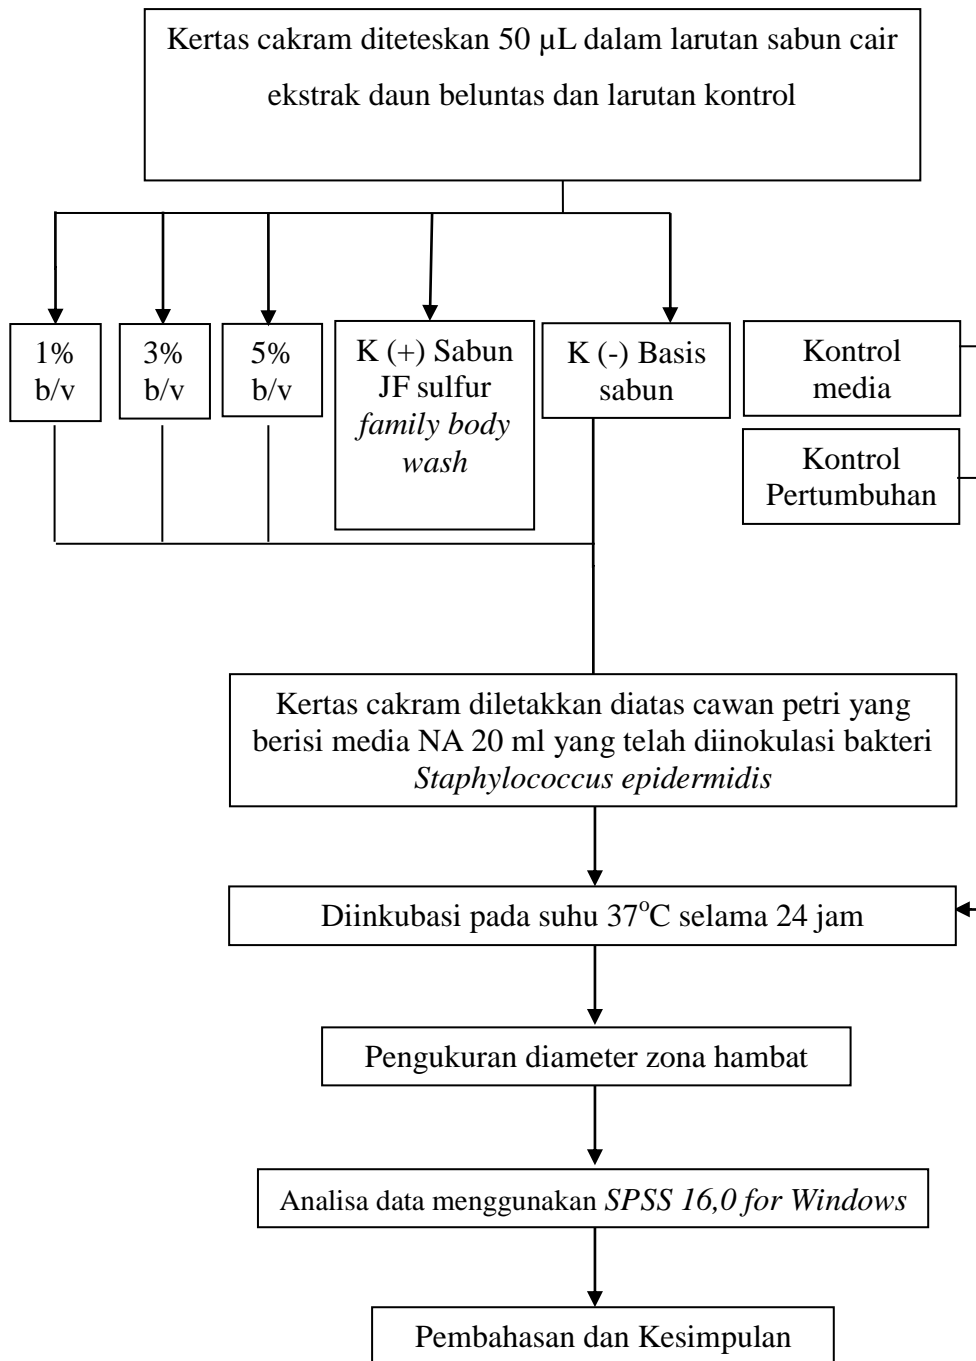 Kertas cakram diteteskan 50 µL dalam larutan sabun cair
ekstrak daun beluntas dan larutan kontrol
1%
b/v
3%
b/v
5%
b/v
K (+) Sabun
JF sulfur
family body
wash
K (-) Basis
sabun
Kontrol
media
Kontrol
Pertumbuhan
Kertas cakram diletakkan diatas cawan petri yang
berisi media NA 20 ml yang telah diinokulasi bakteri
Staphylococcus epidermidis
Diinkubasi pada suhu 37°C selama 24 jam
Pengukuran diameter zona hambat
Analisa data menggunakan SPSS 16,0 for Windows
Pembahasan dan Kesimpulan